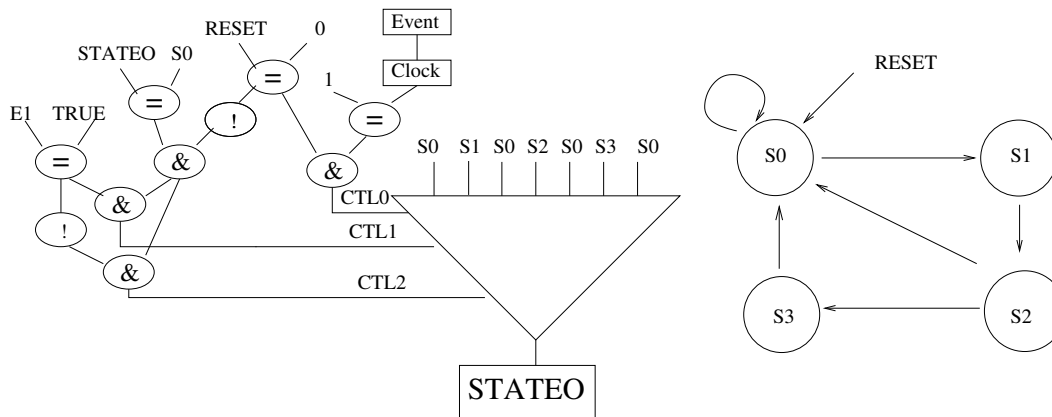 Event
RESET 0
STATEO S0
Clock
RESET
1
=
E1 TRUE
=
=
!
=
&
&
S0 S1 S0 S2 S0 S3 S0
S0
S1
&
CTL0
!
CTL1
&
CTL2
S3
S2
STATEO